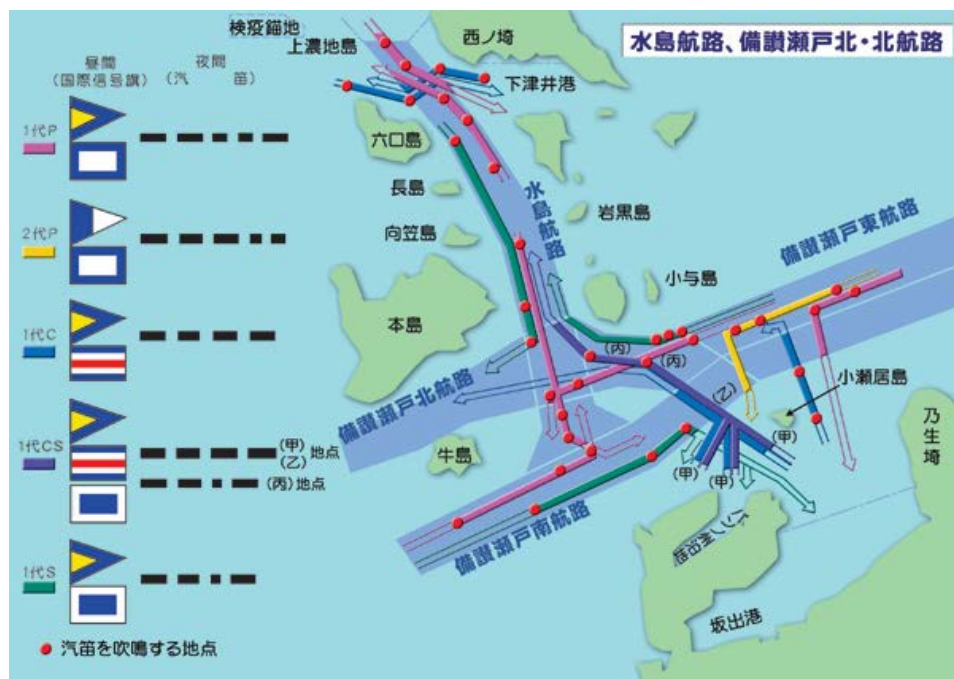 水島航路、備讃瀬戸北・北航路
検疫錨地
上濃地島
西ノ埼
下津井港
六口島
長島
向笠島
本島
水島航路
岩黒島
小与島
備讃瀬戸東航路
小瀬居島
乃生埼
備讃瀬戸北航路
牛島
備讃瀬戸南航路
坂出港
(丙)
(丙)
(乙)
(甲)
(甲)
(甲)
昼間
(国際信号旗)
夜間
(汽　笛)
1代P
2代P
1代C
1代CS
(甲)地点
(乙)
(丙)地点
1代S
汽笛を吹鳴する地点